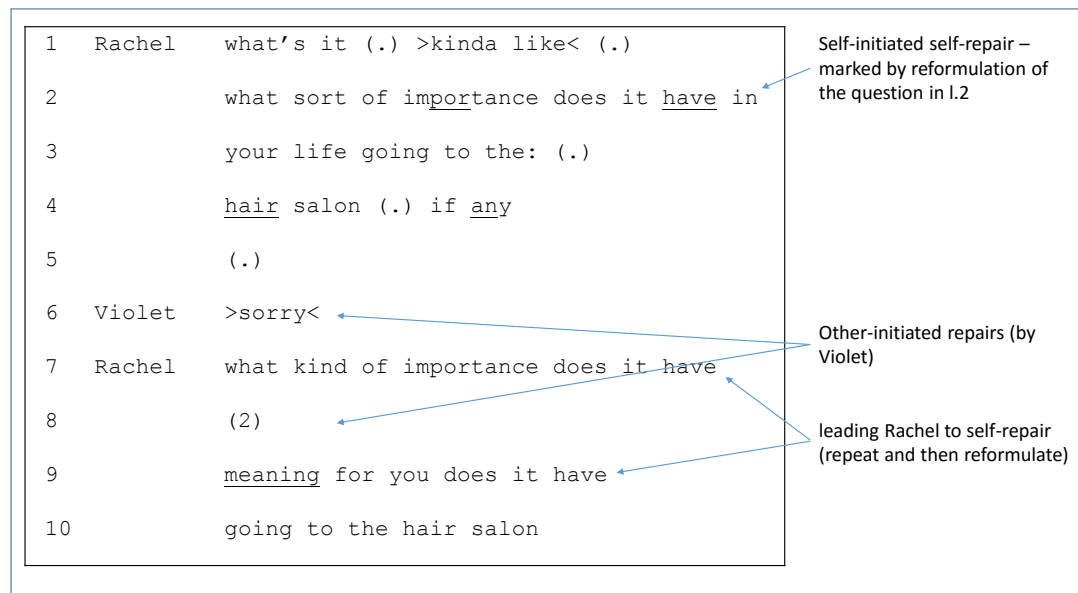 1 Rachel what's it (.) >kinda like< (.)
2 what sort of importance does it have in
3 your life going to the: (.)
4 hair salon (.) if any
5 (.)
6 Violet >sorry<
7 Rachel what kind of importance does it have
8 (2)
9 meaning for you does it have
10 going to the hair salon
Self-initiated self-repair –
marked by reformulation of
the question in l.2
Other-initiated repairs (by
Violet)
leading Rachel to self-repair
(repeat and then reformulate)